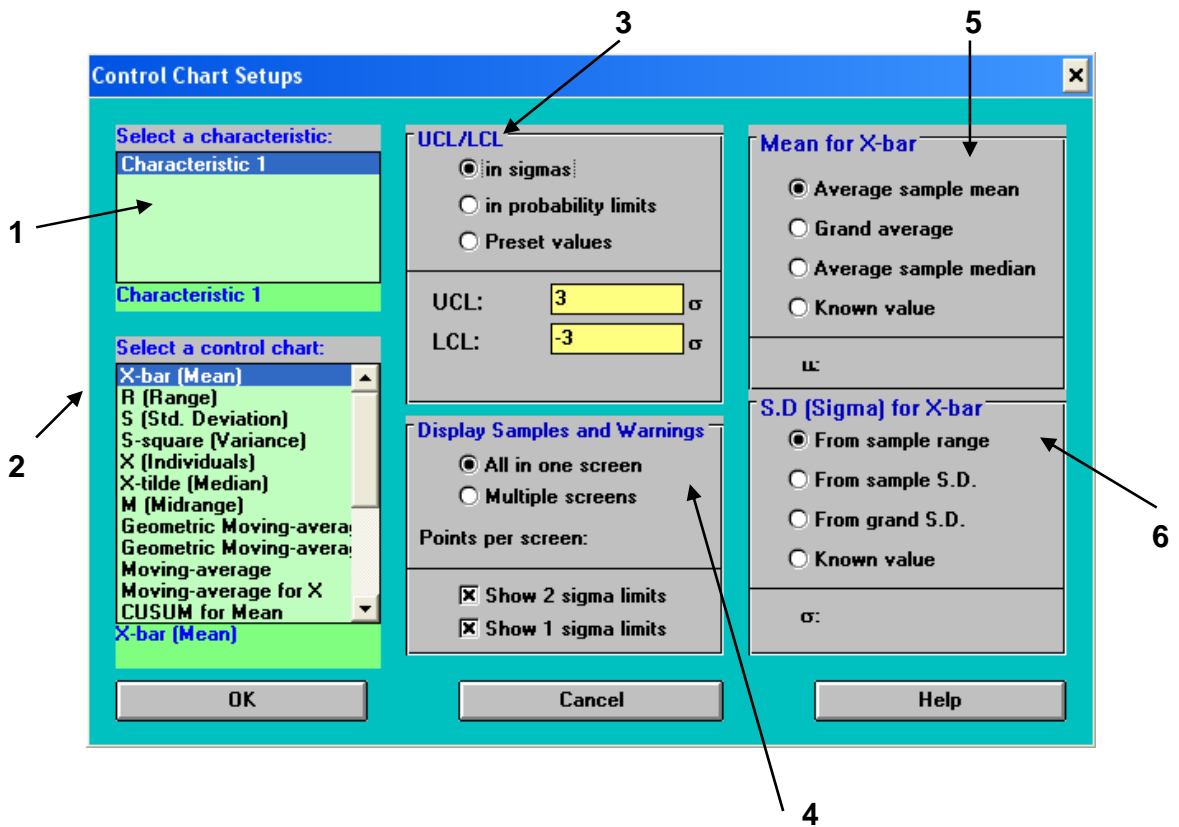 3
5
Control Chart Setups
Select a characteristic:
Characteristic 1
1
Characteristic 1
Select a control chart:
X-bar (Mean)
R (Range)
S (Std. Deviation)
S-square (Variance)
X (Individuals)
X-tilde (Median)
M (Midrange)
Geometric Moving-avera
Geometric Moving-avera
Moving-average
Moving-average for X
CUSUM for Mean
X-bar (Mean)
2
UCL/LCL
in sigmas
in probability limits
Preset values
UCL: 3 σ
LCL: -3 σ
Display Samples and Warnings
All in one screen
Multiple screens
Points per screen:
Show 2 sigma limits
Show 1 sigma limits
Mean for X-bar
Average sample mean
Grand average
Average sample median
Known value
μ:
S.D (Sigma) for X-bar
From sample range
From sample S.D.
From grand S.D.
Known value
σ:
6
OK
Cancel
Help
4